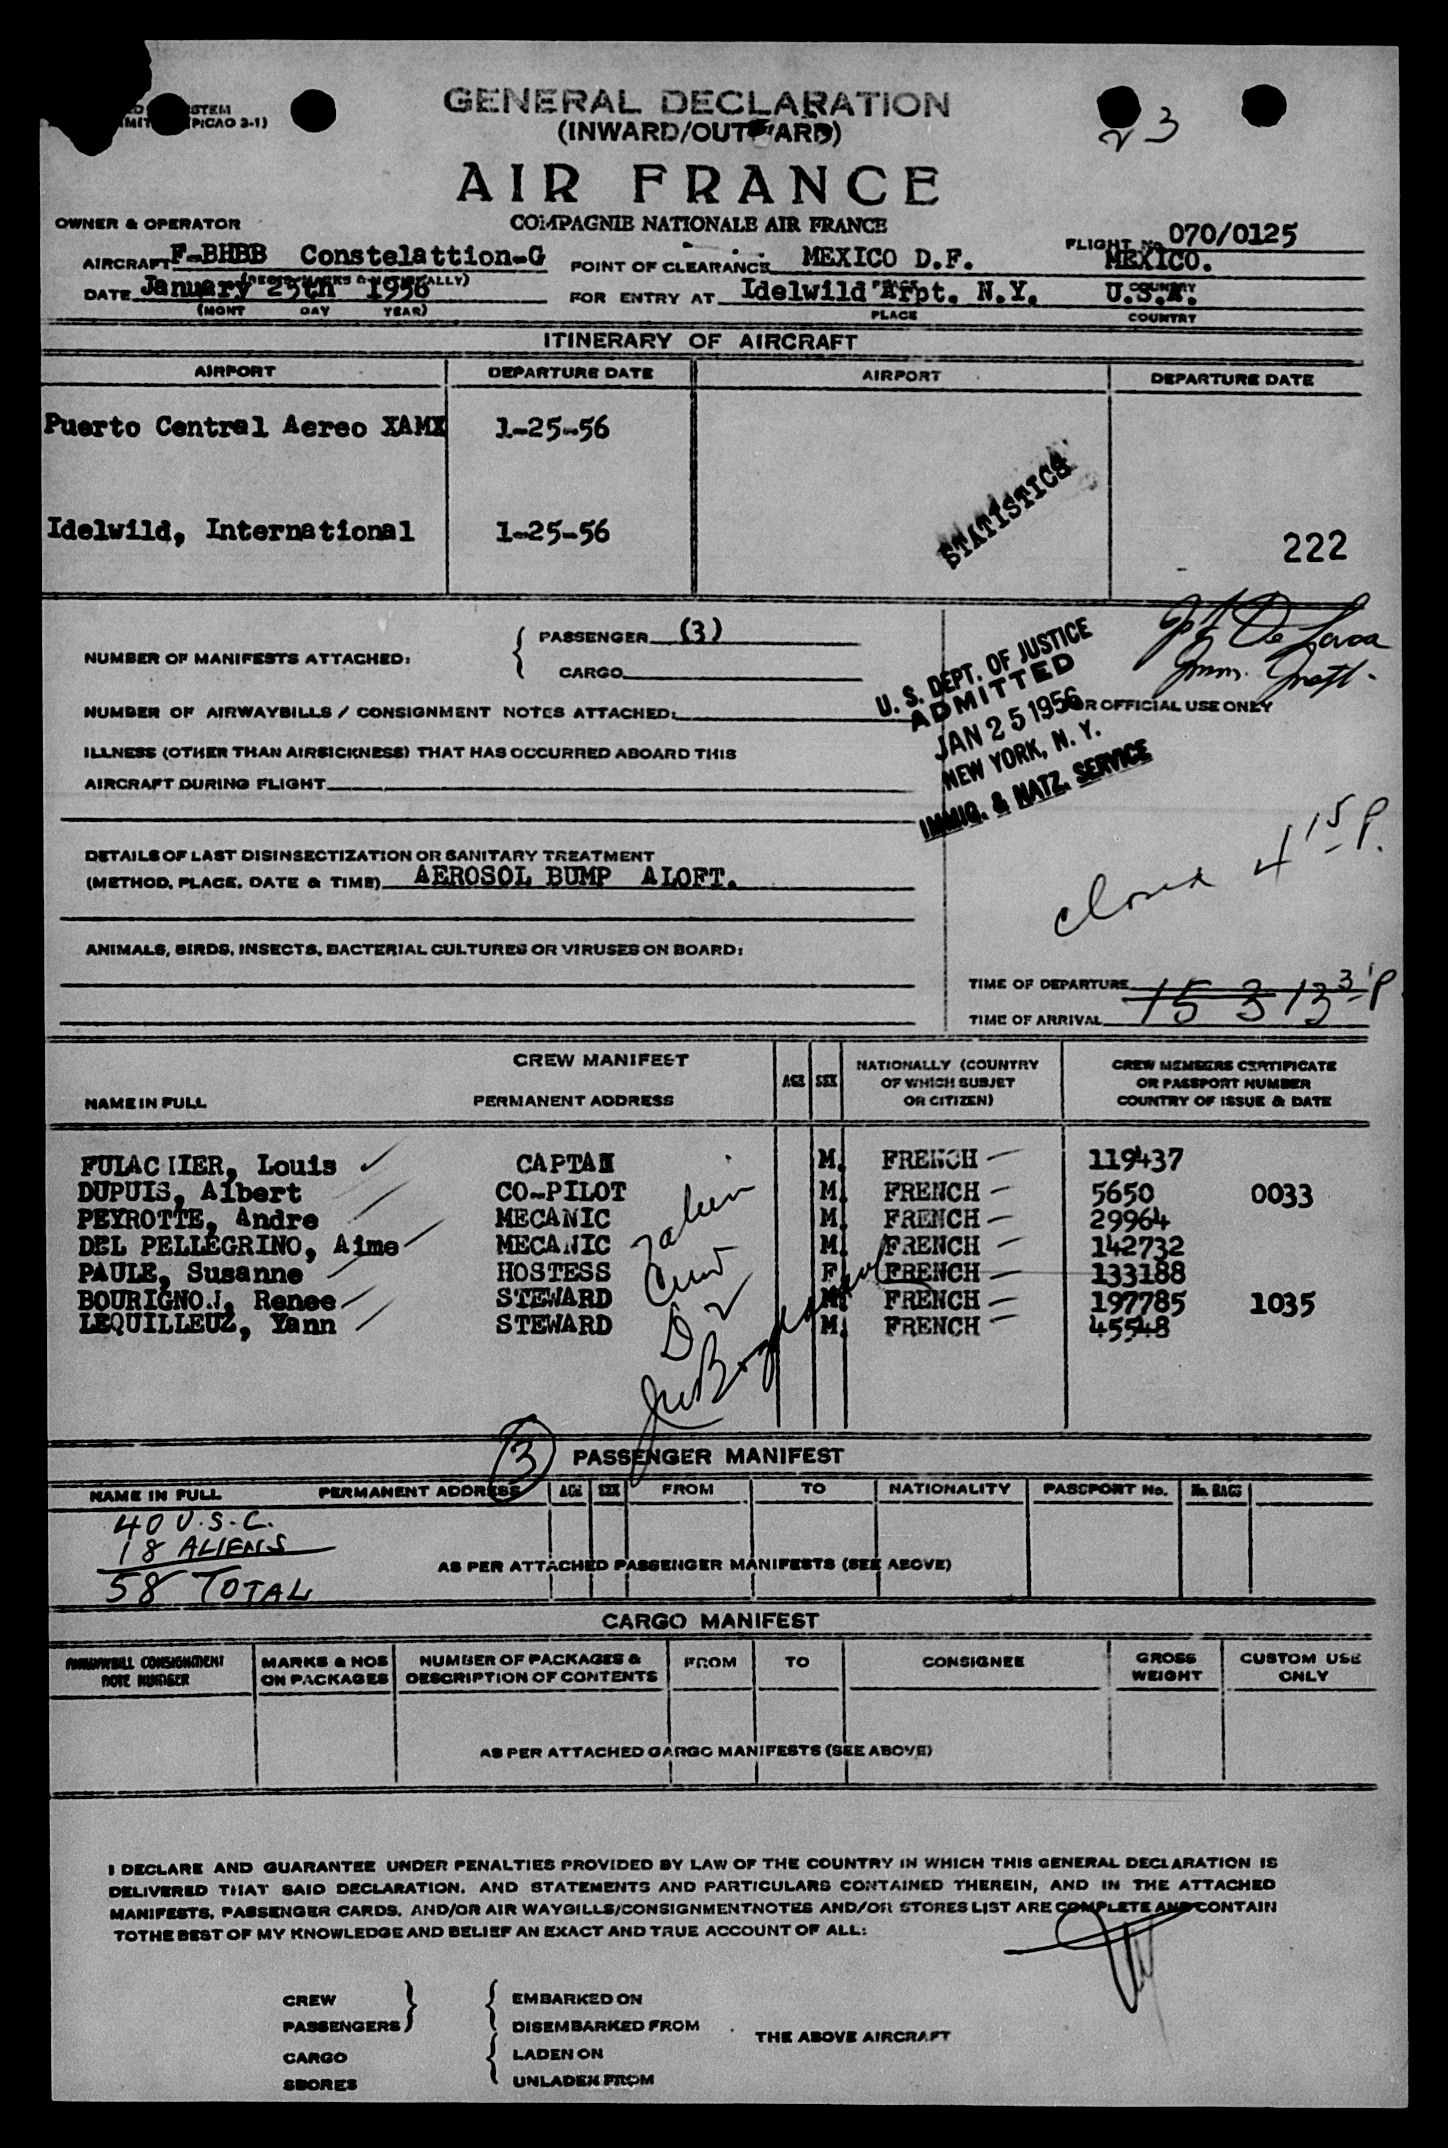 GENERAL DECLARATION
(INWARD/OUTWARD)
(PICAO 3-1)
23
AIR FRANCE
COMPAGNIE NATIONALE AIR FRANCE
OWNER & OPERATOR
AIRCRAFT F-BHBB Constelattion-G
POINT OF CLEARANCE MEXICO D.F.
FLIGHT No 070/0125
MEXICO.
DATE January 25th 1956
FOR ENTRY AT Idelwild Arpt. N.Y. U.S.A.
(MONT DAY YEAR)
PLACE COUNTRY
ITINERARY OF AIRCRAFT
AIRPORT DEPARTURE DATE AIRPORT DEPARTURE DATE
Puerto Central Aereo XAMX 1-25-56
STATISTICS
Idelwild, International 1-25-56
222
NUMBER OF MANIFESTS ATTACHED:
PASSENGER (3)
CARGO
U. S. DEPT. OF JUSTICE
ADMITTED
JAN 25 1956
NEW YORK, N. Y.
IMMIG. & NATZ. SERVICE
NUMBER OF AIRWAYBILLS / CONSIGNMENT NOTES ATTACHED:
FOR OFFICIAL USE ONLY
ILLNESS (OTHER THAN AIRSICKNESS) THAT HAS OCCURRED ABOARD THIS
AIRCRAFT DURING FLIGHT
DETAILS OF LAST DISINSECTIZATION OR SANITARY TREATMENT
(METHOD, PLACE, DATE & TIME) AEROSOL BUMP ALOFT.
Closed 4 15 P.
ANIMALS, BIRDS, INSECTS, BACTERIAL CULTURES OR VIRUSES ON BOARD:
TIME OF DEPARTURE
TIME OF ARRIVAL
CREW MANIFEST
NAME IN FULL PERMANENT ADDRESS
AGE SEX
NATIONALLY (COUNTRY
OF WHICH SUBJET
OR CITIZEN)
CREW MEMBERS CERTIFICATE
OR PASSPORT NUMBER
COUNTRY OF ISSUE & DATE
FULACHIER, Louis CAPTAN M. FRENCH 119437
DUPUIS, Albert CO-PILOT M. FRENCH 5650 0033
PEYROTTE, Andre MECANIC M. FRENCH 29964
DEL PELLEGRINO, Aime MECANIC M. FRENCH 142732
PAULE, Susanne HOSTESS F. FRENCH 133188
BOURIGNON, Renee STEWARD M. FRENCH 197785 1035
LEQUILLEUZ, Yann STEWARD M. FRENCH 45548
3
PASSENGER MANIFEST
NAME IN FULL PERMANENT ADDRESS AGE SEX FROM TO NATIONALITY PASSPORT No. No. BAGS
40 U.S.C.
18 ALIENS
58 TOTAL
AS PER ATTACHED PASSENGER MANIFESTS (SEE ABOVE)
CARGO MANIFEST
AIRWAYBILL CONSIGNMENT
NOTE NUMBER
MARKS & NOS
ON PACKAGES
NUMBER OF PACKAGES &
DESCRIPTION OF CONTENTS
FROM TO CONSIGNEE
GROSS
WEIGHT
CUSTOM USE
ONLY
AS PER ATTACHED CARGO MANIFESTS (SEE ABOVE)
I DECLARE AND GUARANTEE UNDER PENALTIES PROVIDED BY LAW OF THE COUNTRY IN WHICH THIS GENERAL DECLARATION IS
DELIVERED THAT SAID DECLARATION, AND STATEMENTS AND PARTICULARS CONTAINED THEREIN, AND IN THE ATTACHED
MANIFESTS, PASSENGER CARDS, AND/OR AIR WAYGILLS/CONSIGNMENTNOTES AND/OR STORES LIST ARE COMPLETE AND CONTAIN
TOTHE BEST OF MY KNOWLEDGE AND BELIEF AN EXACT AND TRUE ACCOUNT OF ALL:
CREW
PASSENGERS
CARGO
SBORES
EMBARKED ON
DISEMBARKED FROM
LADEN ON
UNLADEN FROM
THE ABOVE AIRCRAFT